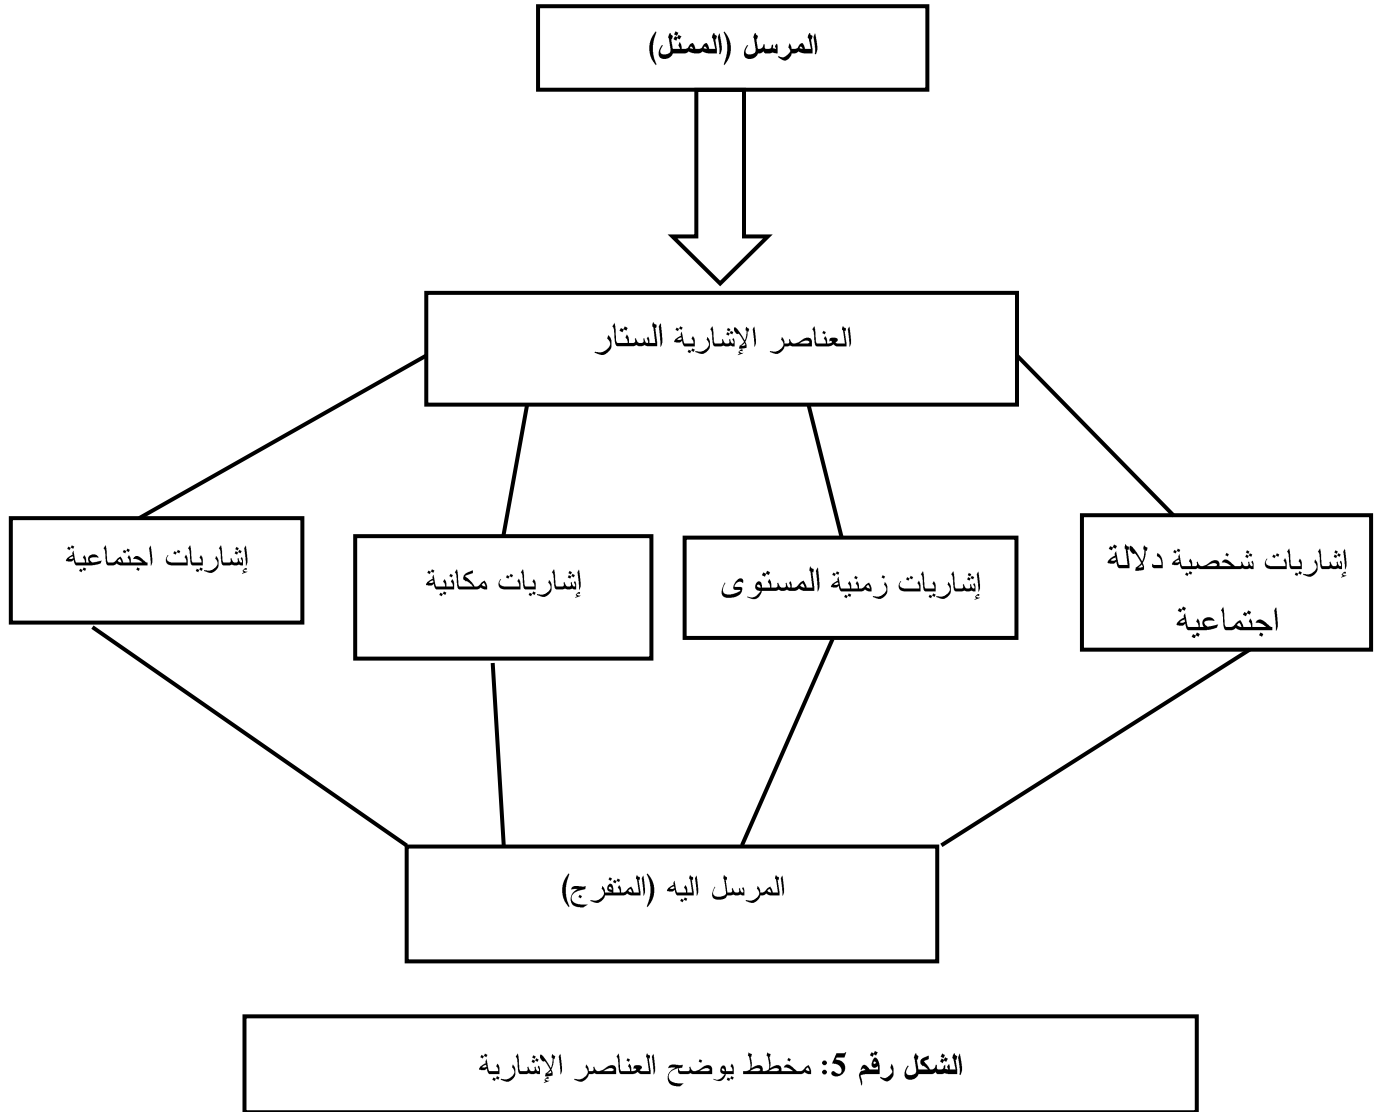 المرسل (الممثل)
العناصر الإشارية الستار
إشاريات شخصية دلالة
اجتماعية
إشاريات زمنية المستوى
إشاريات مكانية
إشاريات اجتماعية
المرسل اليه (المتفرج)
الشكل رقم 5: مخطط يوضح العناصر الإشارية